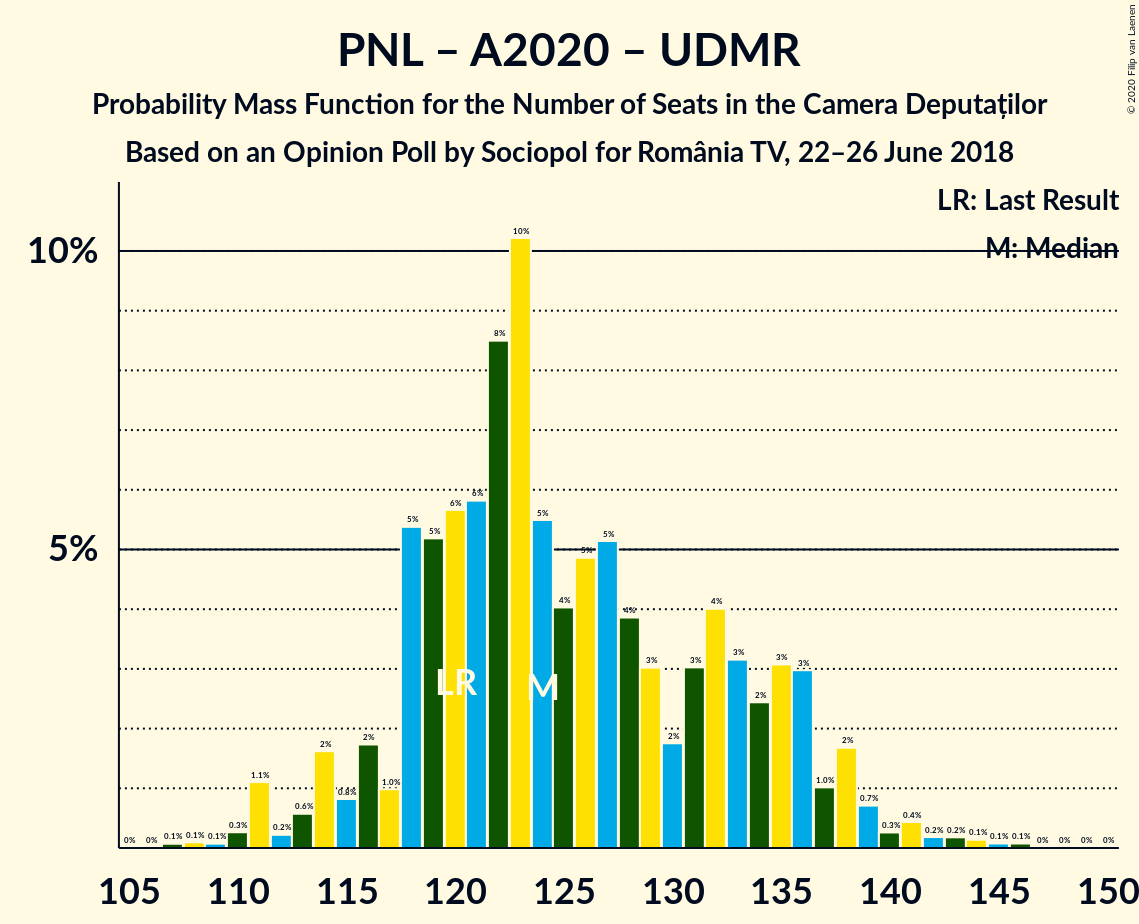 PNL – A2020 – UDMR
Probability Mass Function for the Number of Seats in the Camera Deputaților
Based on an Opinion Poll by Sociopol for România TV, 22–26 June 2018
© 2020 Filip van Laenen
LR: Last Result
M: Median
10%
5%
0% 0% 0.1% 0.1% 0.1% 0.3% 1.1% 0.2% 0.6% 2% 0.8% 2% 1.0% 5% 5% 6% 6% 8% 10% 5% 4% 5% 5% 4% 3% 2% 3% 4% 3% 2% 3% 3% 1.0% 2% 0.7% 0.3% 0.4% 0.2% 0.2% 0.1% 0.1% 0.1% 0% 0% 0% 0%
LR M
105 110 115 120 125 130 135 140 145 150